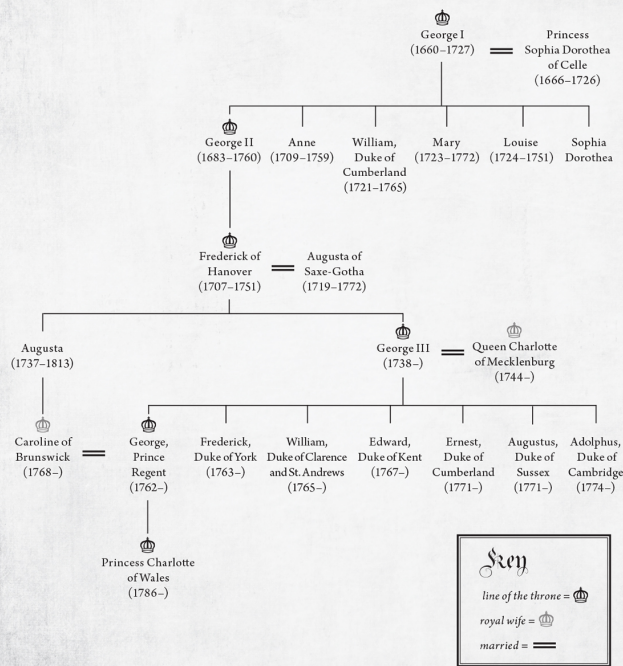 George I
(1660–1727)
Princess
Sophia Dorothea
of Celle
(1666–1726)
George II
(1683–1760)
Anne
(1709–1759)
William,
Duke of
Cumberland
(1721–1765)
Mary
(1723–1772)
Louise
(1724–1751)
Sophia
Dorothea
Frederick of
Hanover
(1707–1751)
Augusta of
Saxe-Gotha
(1719–1772)
Augusta
(1737–1813)
George III
(1738–)
Queen Charlotte
of Mecklenburg
(1744–)
Caroline of
Brunswick
(1768–)
George,
Prince
Regent
(1762–)
Frederick,
Duke of York
(1763–)
William,
Duke of Clarence
and St. Andrews
(1765–)
Edward,
Duke of Kent
(1767–)
Ernest,
Duke of
Cumberland
(1771–)
Augustus,
Duke of
Sussex
(1771–)
Adolphus,
Duke of
Cambridge
(1774–)
Princess Charlotte
of Wales
(1786–)
Key
line of the throne =
royal wife =
married =